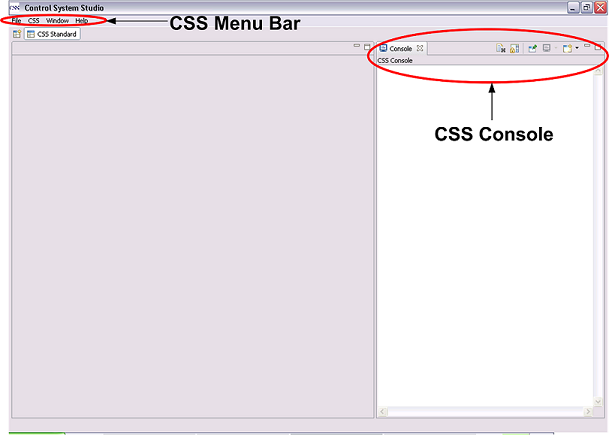 Control System Studio
File CSS Window Help
CSS Menu Bar
CSS Standard
Console
CSS Console
CSS Console